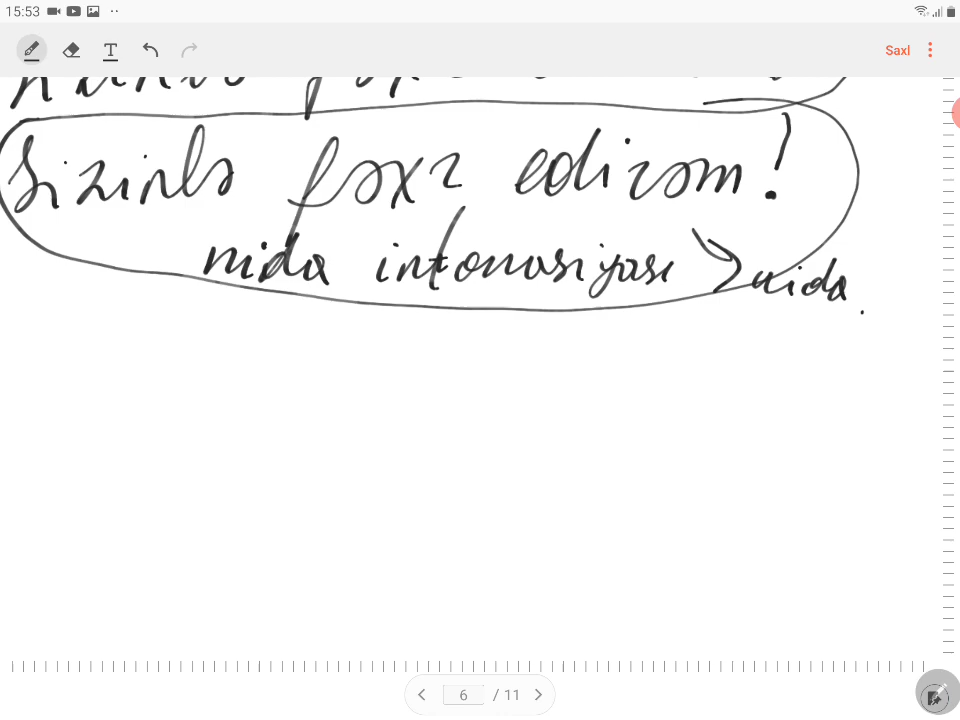 15:53
T
Saxl
Sizinlə fəxr edirəm!
nida intonasiyası > nida.
6 / 11